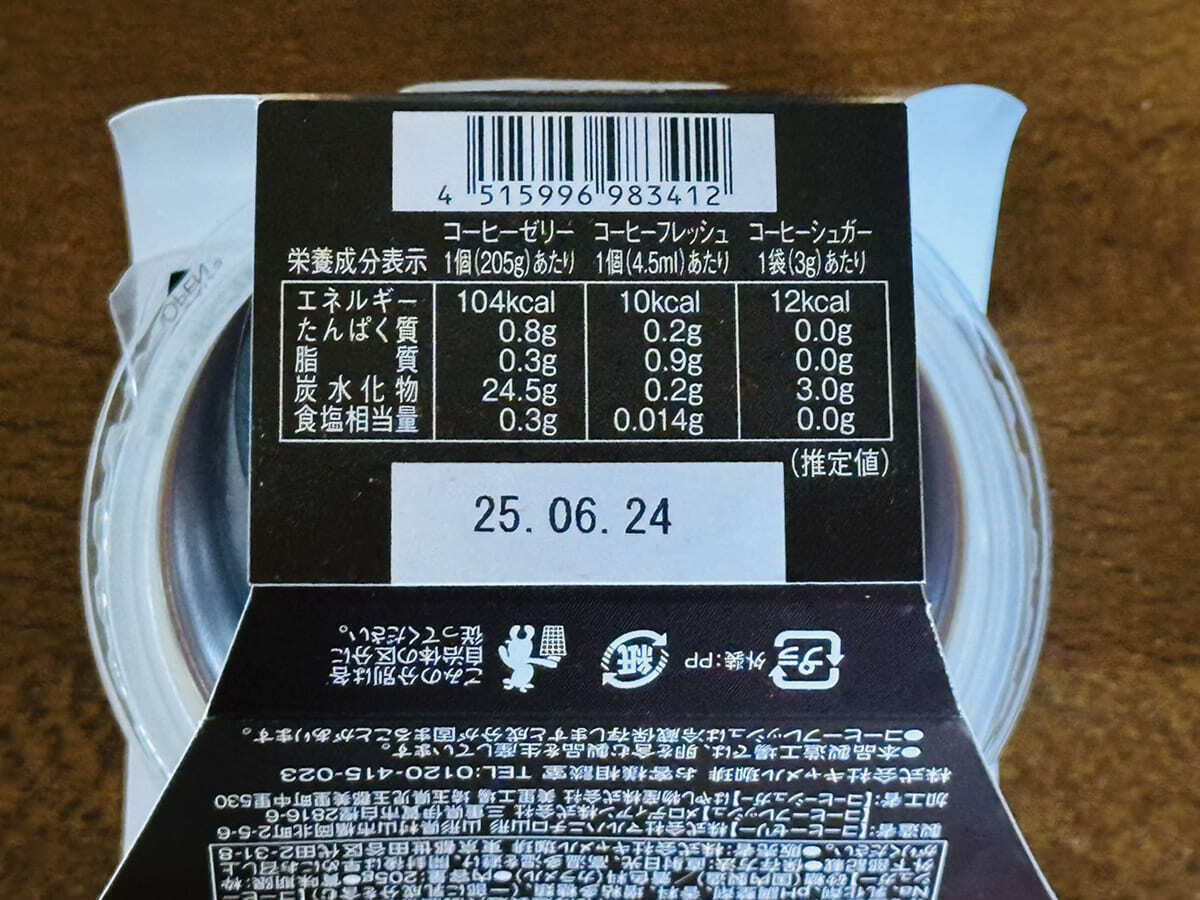 4 515996 983412
栄養成分表示 コーヒーゼリー 1個(205g)あたり コーヒーフレッシュ 1個(4.5ml)あたり コーヒーシュガー 1袋(3g)あたり
エネルギー 104kcal 10kcal 12kcal
たんぱく質 0.8g 0.2g 0.0g
脂質 0.3g 0.9g 0.0g
炭水化物 24.5g 0.2g 3.0g
食塩相当量 0.3g 0.014g 0.0g
(推定値)
25.06.24
OPEN
プラ
外装:PP
紙
ごみの分別は各
自治体の区分に
従ってください。
●コーヒーフレッシュは冷蔵保存しますと成分が固まることがあります。
●本品製造工場では、卵を含む製品を生産しています。
株式会社キャメル珈琲 お客様相談室 TEL:0120-415-023